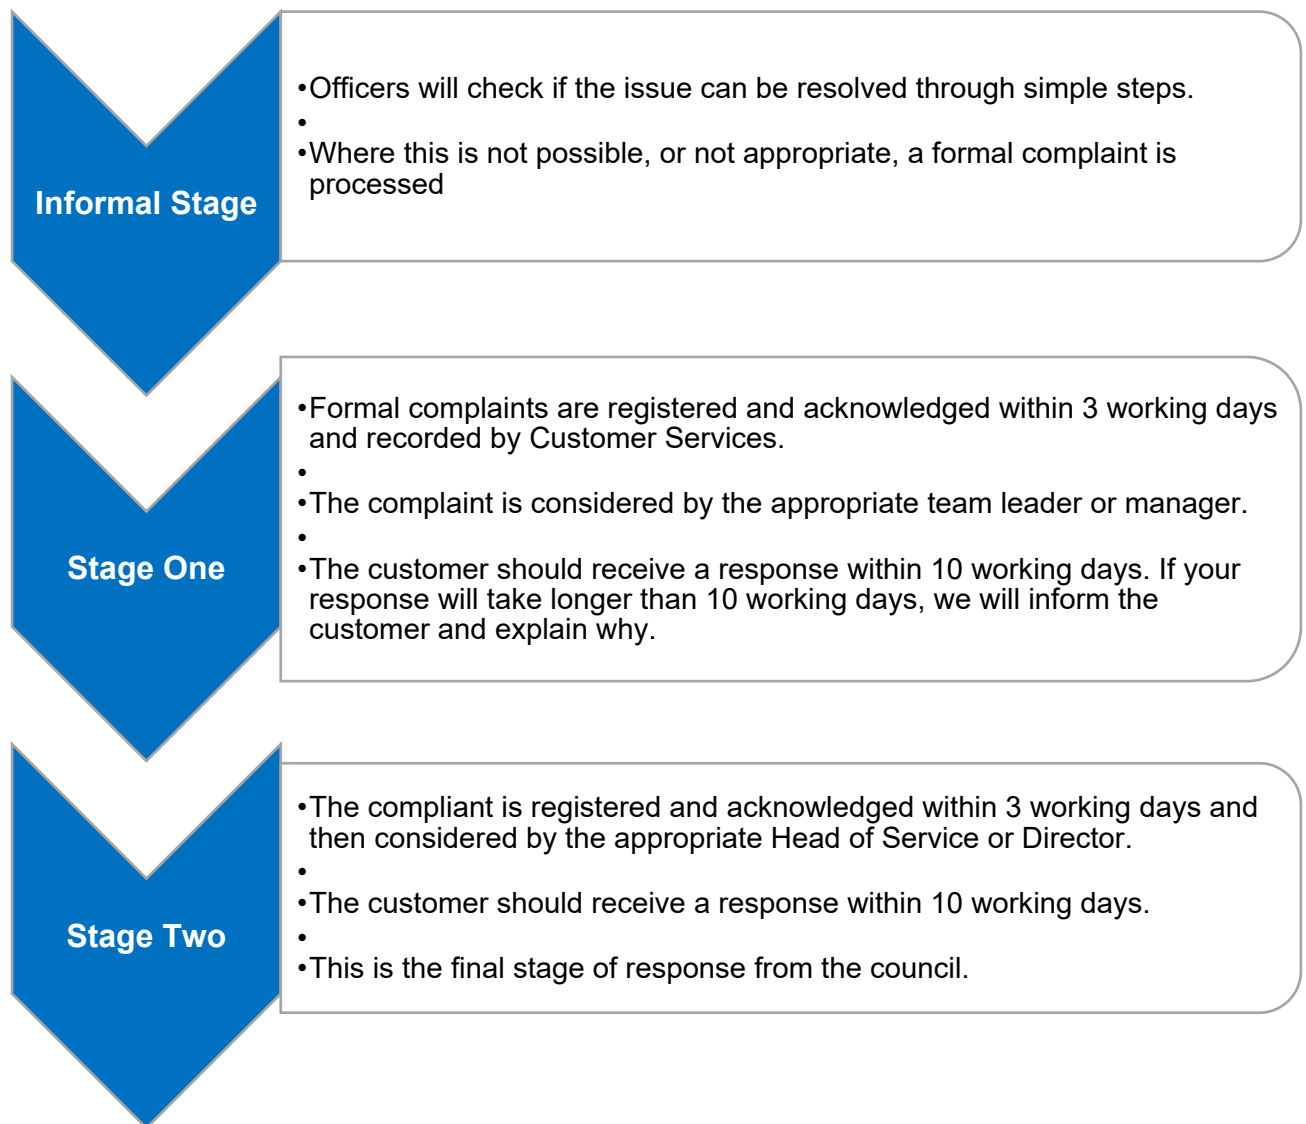 Informal Stage
•Officers will check if the issue can be resolved through simple steps.
•
•Where this is not possible, or not appropriate, a formal complaint is
processed
Stage One
•Formal complaints are registered and acknowledged within 3 working days
and recorded by Customer Services.
•
•The complaint is considered by the appropriate team leader or manager.
•
•The customer should receive a response within 10 working days. If your
response will take longer than 10 working days, we will inform the
customer and explain why.
Stage Two
•The compliant is registered and acknowledged within 3 working days and
then considered by the appropriate Head of Service or Director.
•
•The customer should receive a response within 10 working days.
•
•This is the final stage of response from the council.